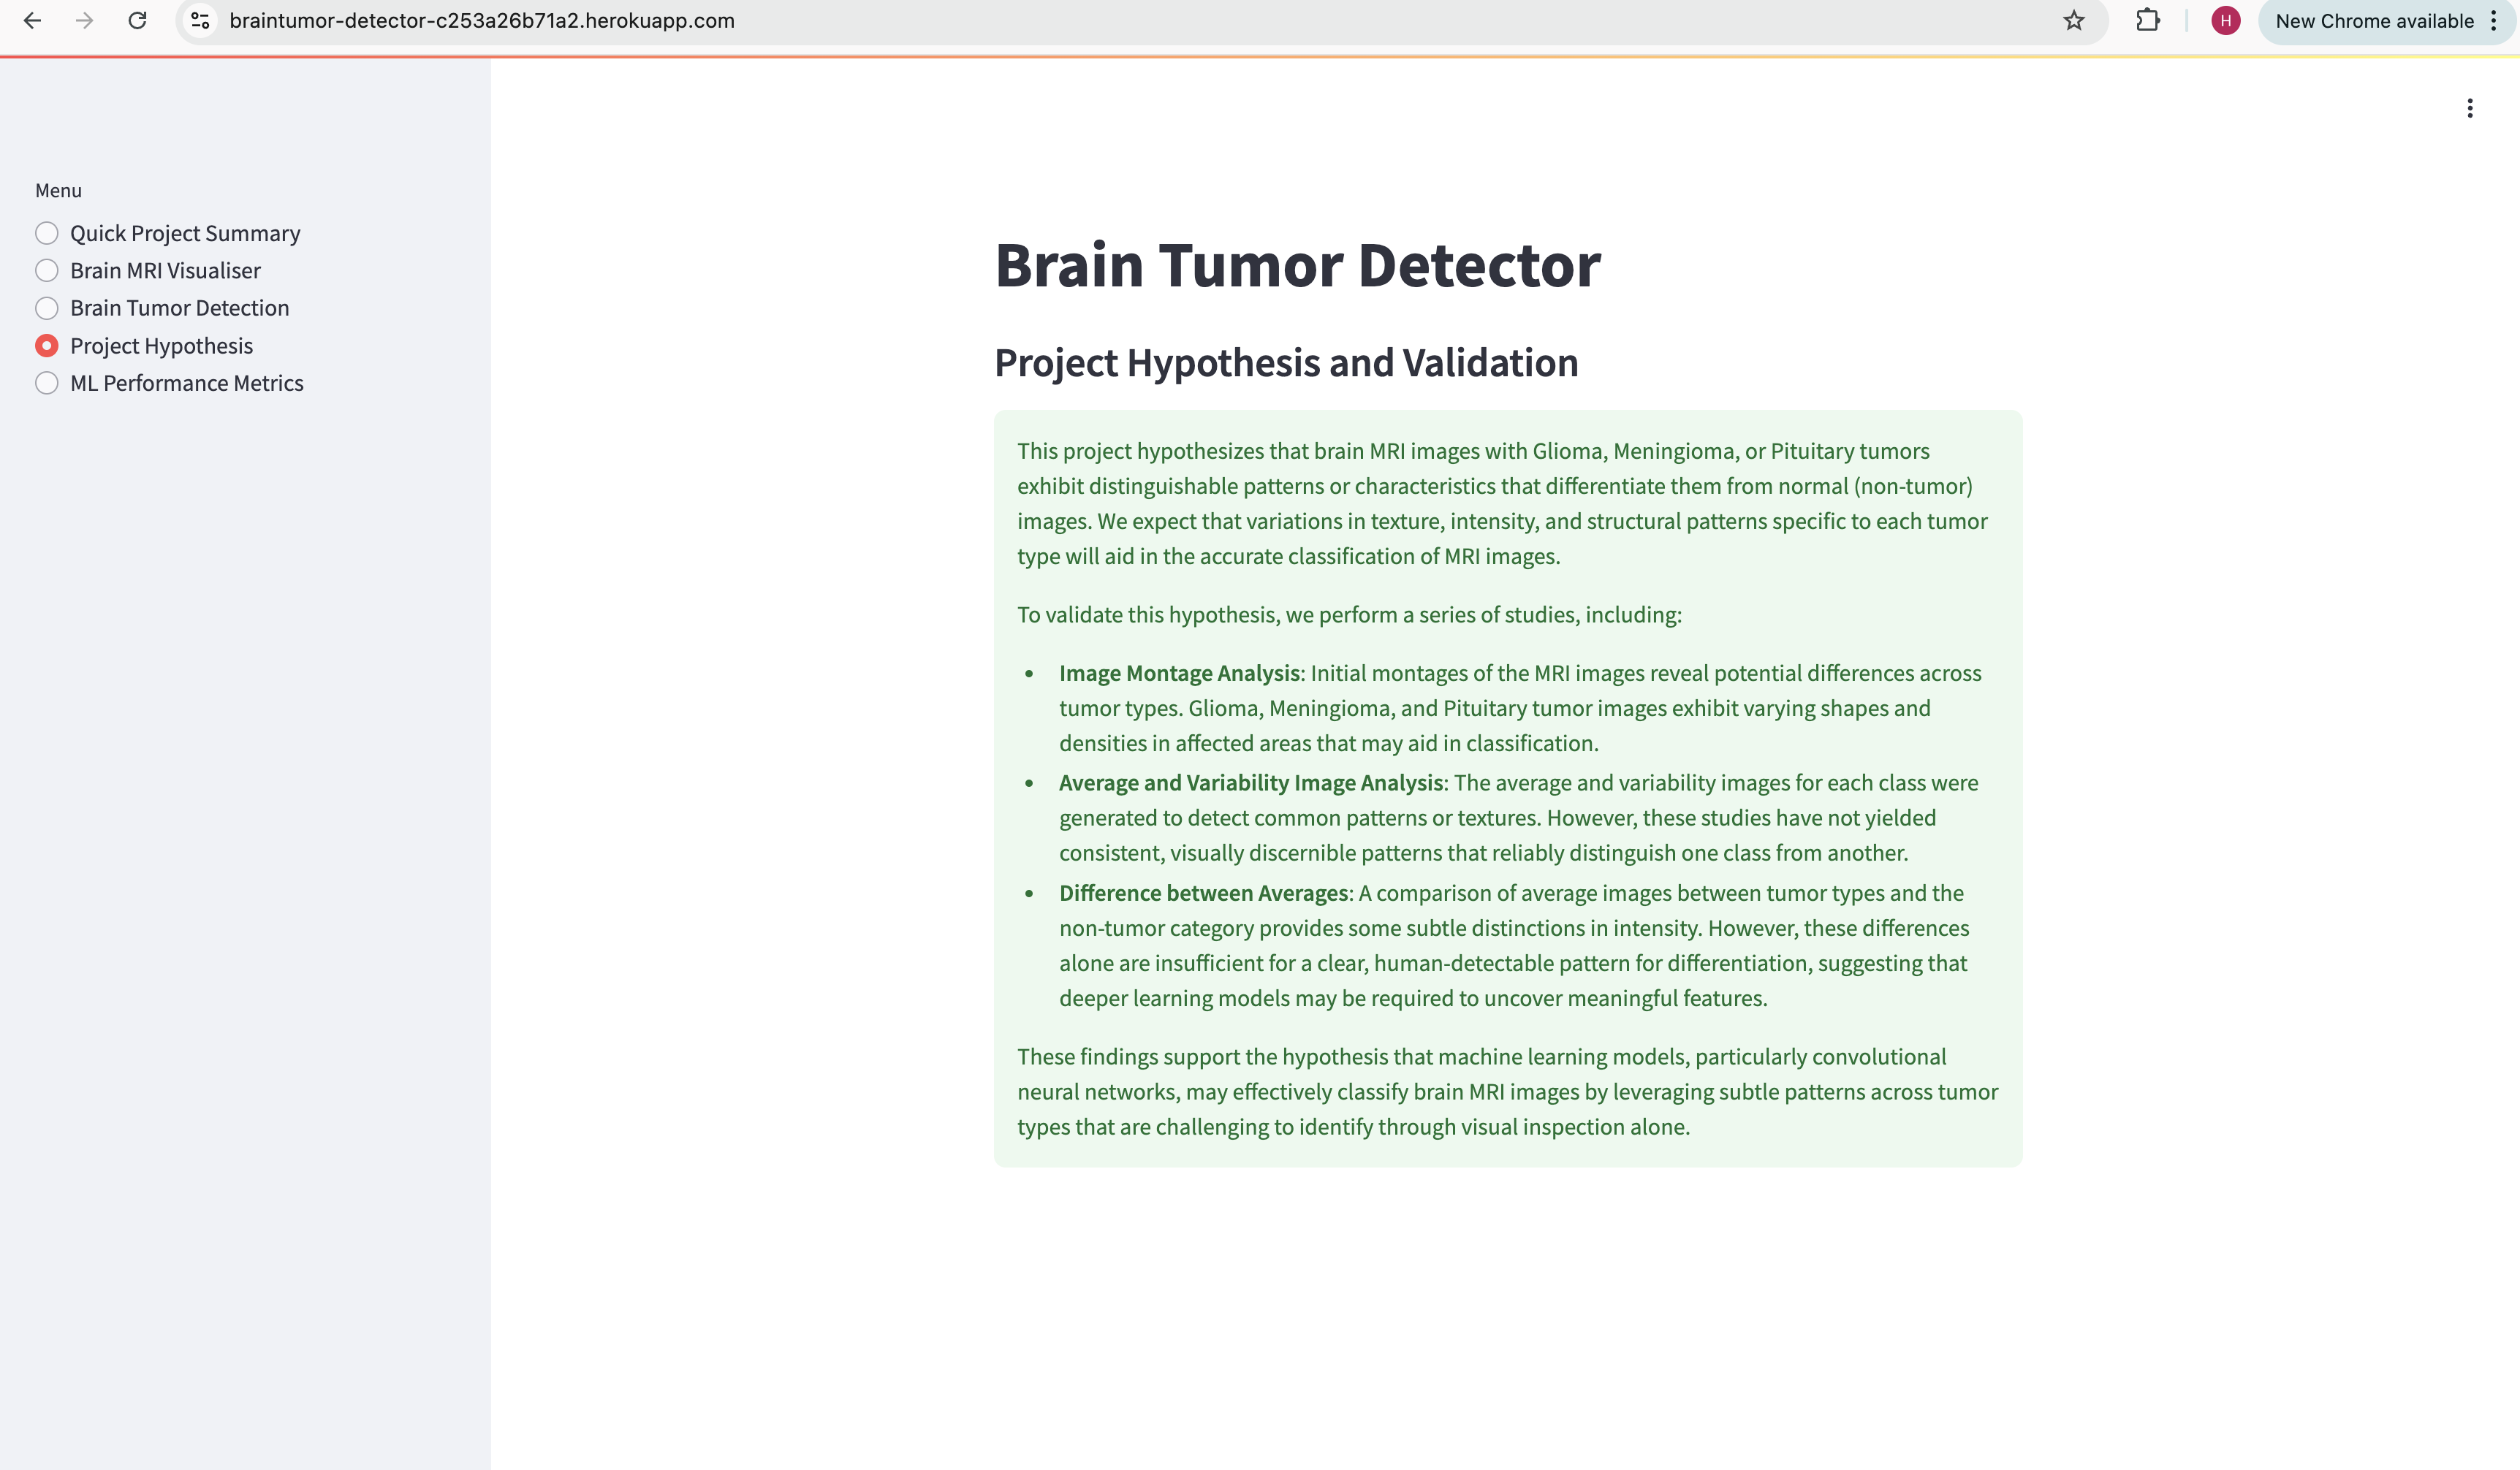 braintumor-detector-c253a26b71a2.herokuapp.com
H
New Chrome available
Menu
Quick Project Summary
Brain MRI Visualiser
Brain Tumor Detection
Project Hypothesis
ML Performance Metrics
Brain Tumor Detector
Project Hypothesis and Validation
This project hypothesizes that brain MRI images with Glioma, Meningioma, or Pituitary tumors
exhibit distinguishable patterns or characteristics that differentiate them from normal (non-tumor)
images. We expect that variations in texture, intensity, and structural patterns specific to each tumor
type will aid in the accurate classification of MRI images.
To validate this hypothesis, we perform a series of studies, including:
• Image Montage Analysis: Initial montages of the MRI images reveal potential differences across
tumor types. Glioma, Meningioma, and Pituitary tumor images exhibit varying shapes and
densities in affected areas that may aid in classification.
• Average and Variability Image Analysis: The average and variability images for each class were
generated to detect common patterns or textures. However, these studies have not yielded
consistent, visually discernible patterns that reliably distinguish one class from another.
• Difference between Averages: A comparison of average images between tumor types and the
non-tumor category provides some subtle distinctions in intensity. However, these differences
alone are insufficient for a clear, human-detectable pattern for differentiation, suggesting that
deeper learning models may be required to uncover meaningful features.
These findings support the hypothesis that machine learning models, particularly convolutional
neural networks, may effectively classify brain MRI images by leveraging subtle patterns across tumor
types that are challenging to identify through visual inspection alone.